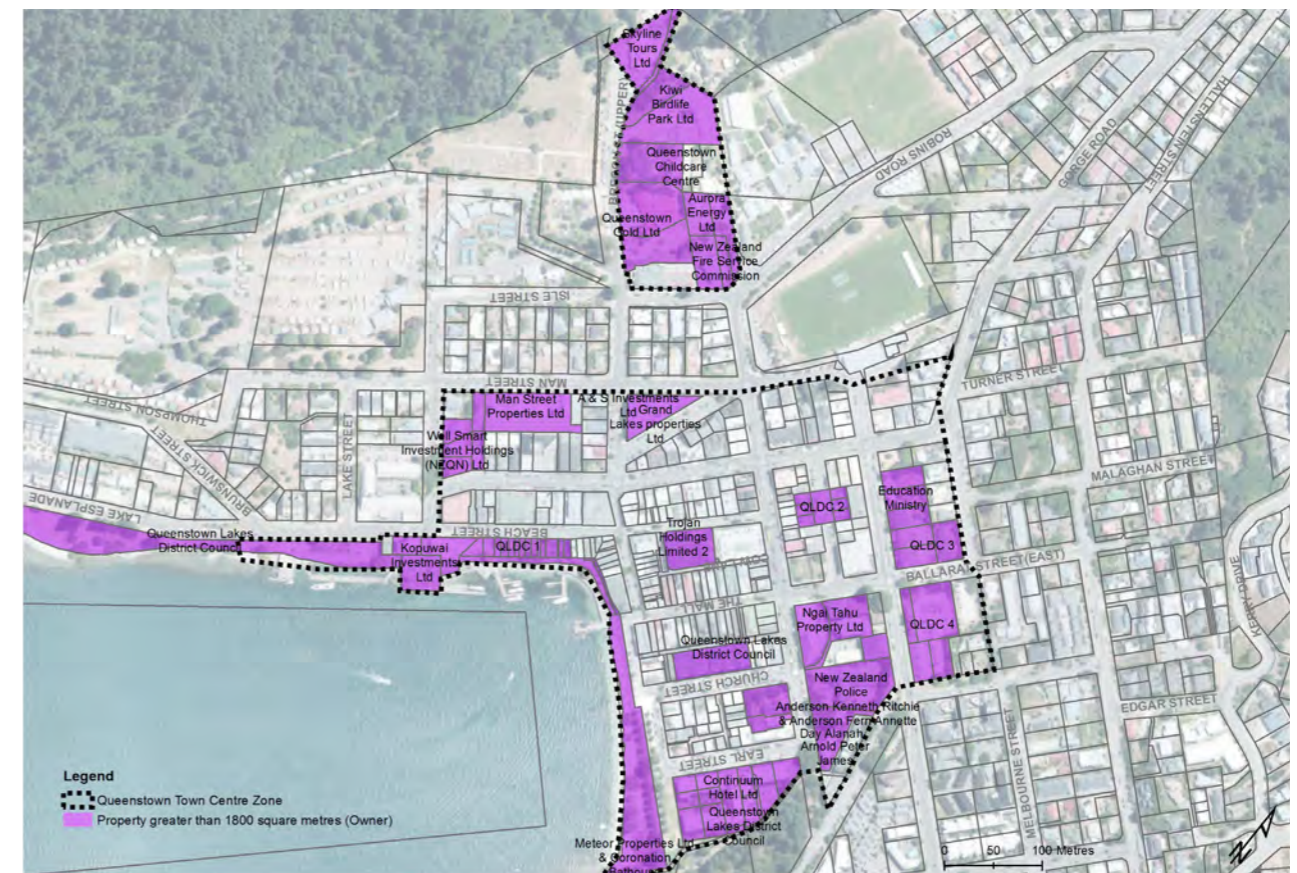 Skyline
Tours
Ltd
Kiwi
Birdlife
Park Ltd
Queenstown
Childcare
Centre
Aurora
Energy
Ltd
Queenstown
Gold Ltd
New Zealand
Fire Service
Commission
ROBINS ROAD
GORGE ROAD
HALLENSTEIN STREET
ISLE STREET
MAN STREET
THOMPSON STREET
BRUNSWICK STREET
LAKE STREET
LAKE ESPLANADE
TURNER STREET
MALAGHAN STREET
Man Street
Properties Ltd
A & S Investments
Ltd
Grand
Lakes properties
Ltd
Well Smart
Investment Holdings
(NZQN) Ltd
BEACH STREET
Queenstown Lakes
District Council
Kopuwai
Investments
Ltd
QLDC 1
Trojan
Holdings
Limited 2
QLDC 2
Education
Ministry
QLDC 3
BALLARAT STREET (EAST)
THE MALL
Ngai Tahu
Property Ltd
QLDC 4
Queenstown Lakes
District Council
CHURCH STREET
New Zealand
Police
Anderson Kenneth Ritchie
& Anderson Fern Annette
Day Alanah
Arnold Peter
James
EARL STREET
Continuum
Hotel Ltd
Queenstown
Lakes District
Council
Meteor Properties Ltd
& Coronation
MELBOURNE STREET
EDGAR STREET
Legend
Queenstown Town Centre Zone
Property greater than 1800 square metres (Owner)
0 50 100 Metres